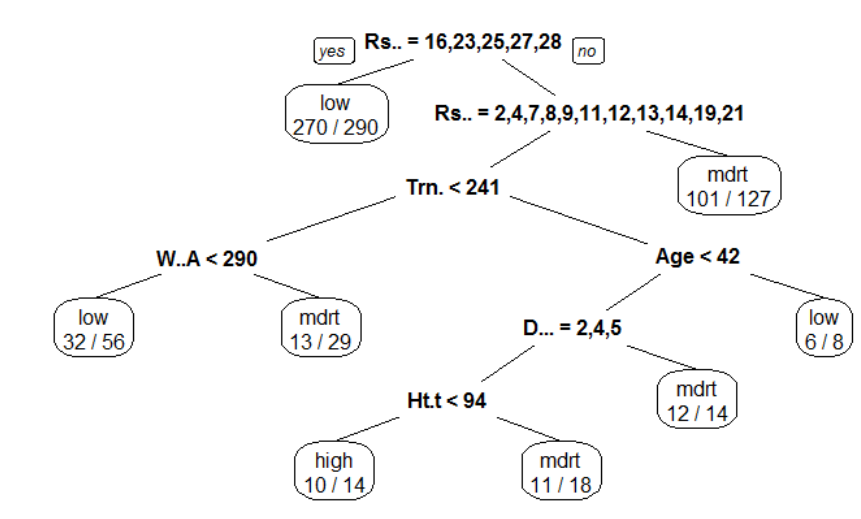 yes Rs.. = 16,23,25,27,28 no
low
270 / 290
Rs.. = 2,4,7,8,9,11,12,13,14,19,21
mdrt
101 / 127
Trn. < 241
W..A < 290
Age < 42
low
32 / 56
mdrt
13 / 29
D... = 2,4,5
low
6 / 8
mdrt
12 / 14
Ht.t < 94
high
10 / 14
mdrt
11 / 18